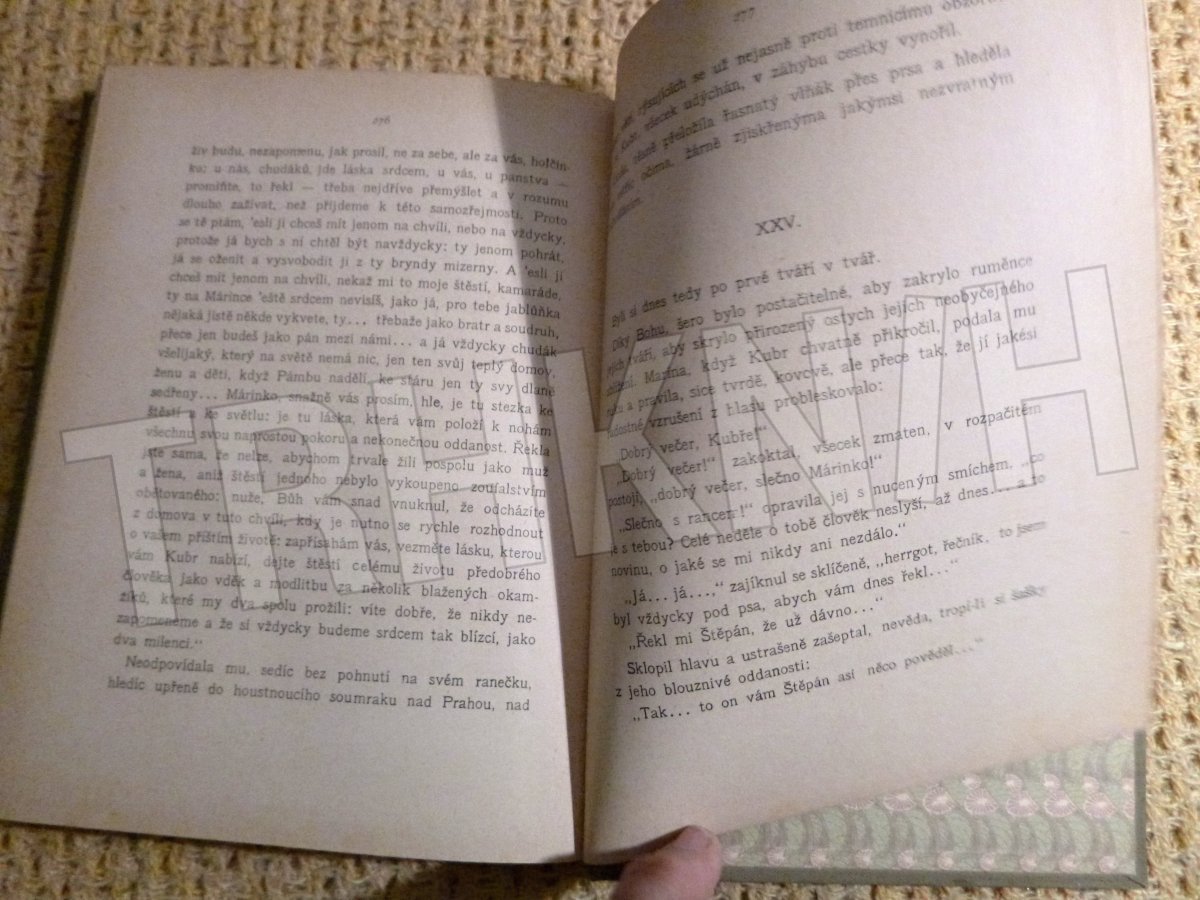 276
živ budu, nezapomenu, jak prosil, ne za sebe, ale za vás, holčin-
ko; u nás, chudáků, jde láska srdcem, u vás, u panstva —
promiňte, to řekl — třeba nejdříve přemýšlet a v rozumu
dlouho zažívat, než přijdeme k této samozřejmosti. Proto
se tě ptám, 'esli ji chceš mít jenom na chvíli, nebo na vždycky,
protože já bych s ní chtěl být navždycky: ty jenom pohrát,
já se oženit a vysvobodit ji z ty bryndy mizerny. A 'esli jí
chceš mít jenom na chvíli, nekaž mi to moje štěstí, kamaráde,
ty na Márince 'eště srdcem nevisíš, jako já, pro tebe jablůňka
nějaká jistě někde vykvete, ty... třebaže jako bratr a soudruh,
přece jen budeš jako pán mezi námi... a já vždycky chudák
všelijaký, který na světě nemá nic, jen ten svůj teplý domov,
ženu a děti, když Pámbu nadělí, ke stáru jen ty svy dlaně
sedřeny... Márinko, snažně vás prosím, hle, je tu stezka ke
štěstí a ke světlu: je tu láska, která vám položí k nohám
všechnu svou naprostou pokoru a nekonečnou oddanost. Řekla
jste sama, že nelze, abychom trvale žili pospolu jako muž
a žena, aniž štěstí jednoho nebylo vykoupeno zoufalstvím
obětovaného: nuže, Bůh vám snad vnuknul, že odcházíte
z domova v tuto chvíli, kdy je nutno se rychle rozhodnout
o vašem příštím životě: zapřísahám vás, vezměte lásku, kterou
vám Kubr nabízí, dejte štěstí celému životu předobrého
člověka jako vděk a modlitbu za několik blažených okam-
žiků, které my dva spolu prožili: víte dobře, že nikdy ne-
zapomeneme a že si vždycky budeme srdcem tak blízcí, jako
dva milenci."
Neodpovídala mu, sedíc bez pohnutí na svém ranečku,
hledíc upřeně do houstnoucího soumraku nad Prahou, nad
277
rýsujících se už nejasně proti temnícímu obzoru.
Kubr, všecek udýchán, v záhybu cestky vynořil,
přeložila řasnatý vlňák přes prsa a hleděla
očima, žárně zjiskřenýma jakýmsi nezvratným
XXV.
Byli si dnes tedy po prvé tváří v tvář.
Díky Bohu, šero bylo postačitelné, aby zakrylo ruměnce
jejich tváří, aby skrylo přirozený ostych jejich neobyčejného
sblížení. Marina, když Kubr chvatně přikročil, podala mu
ruku a pravila, sice tvrdě, kovově, ale přece tak, že jí jakési
radostné vzrušení z hlasu probleskovalo:
„Dobrý večer, Kubře!"
„Dobrý večer!" zakoktal, všecek zmaten, v rozpačitém
postoji, „dobrý večer, slečno Márinko!"
„Slečno s rancem!" opravila jej s nuceným smíchem, „co
je s tebou? Celé neděle o tobě člověk neslyší, až dnes... a to
novinu, o jaké se mi nikdy ani nezdálo."
„Já... já...," zajíknul se sklíčeně, „herrgot, řečník, to jsem
byl vždycky pod psa, abych vám dnes řekl..."
„Řekl mi Štěpán, že už dávno..."
Sklopil hlavu a ustrašeně zašeptal, nevěda, tropí-li si šašky
z jeho blouznivé oddanosti:
„Tak... to on vám Štěpán asi něco pověděl..."
TRHKNIH